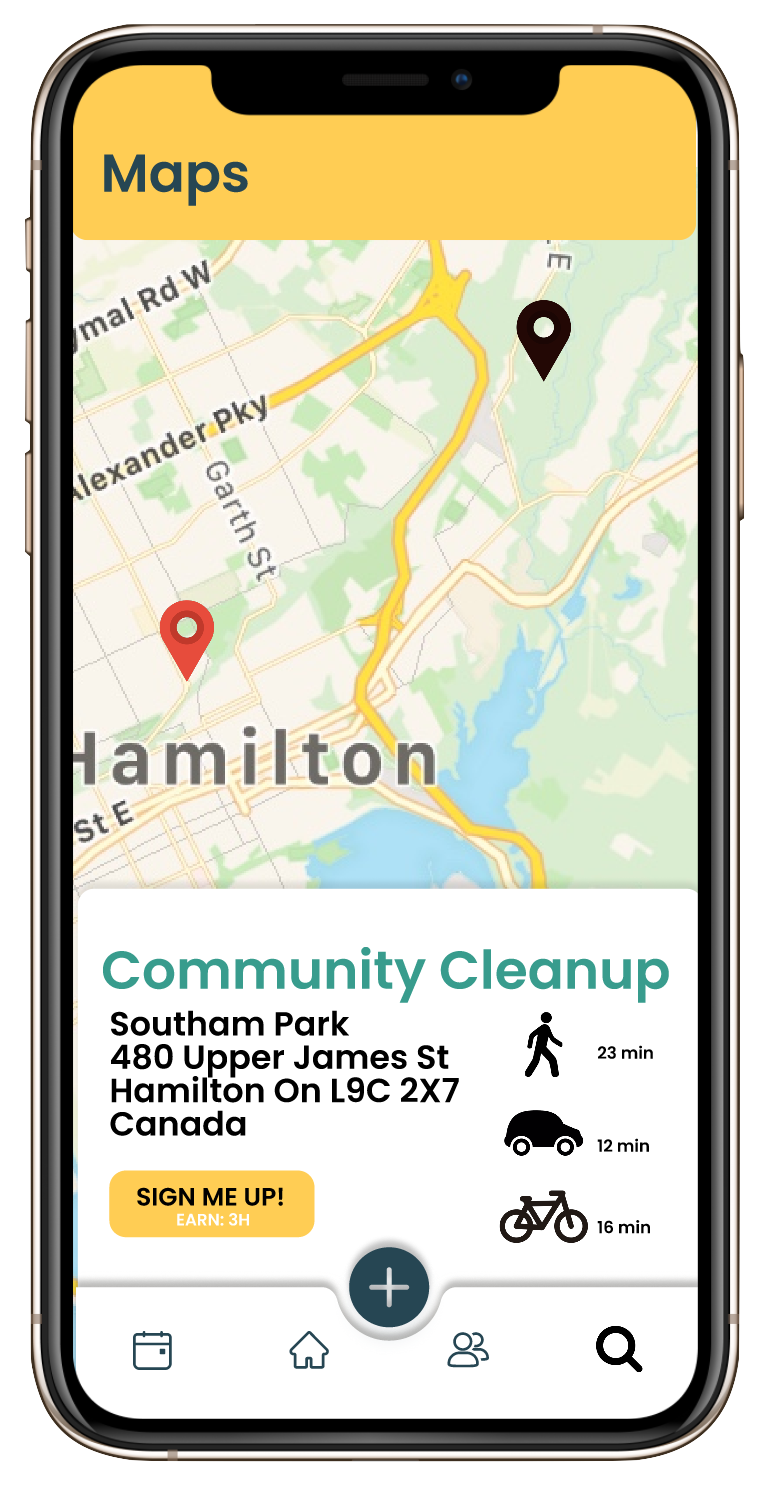 Maps
E
ymal Rd W
Alexander Pky
Garth St
Hamilton
St E
Community Cleanup
Southam Park
480 Upper James St
Hamilton On L9C 2X7
Canada
23 min
12 min
16 min
SIGN ME UP!
EARN: 3H